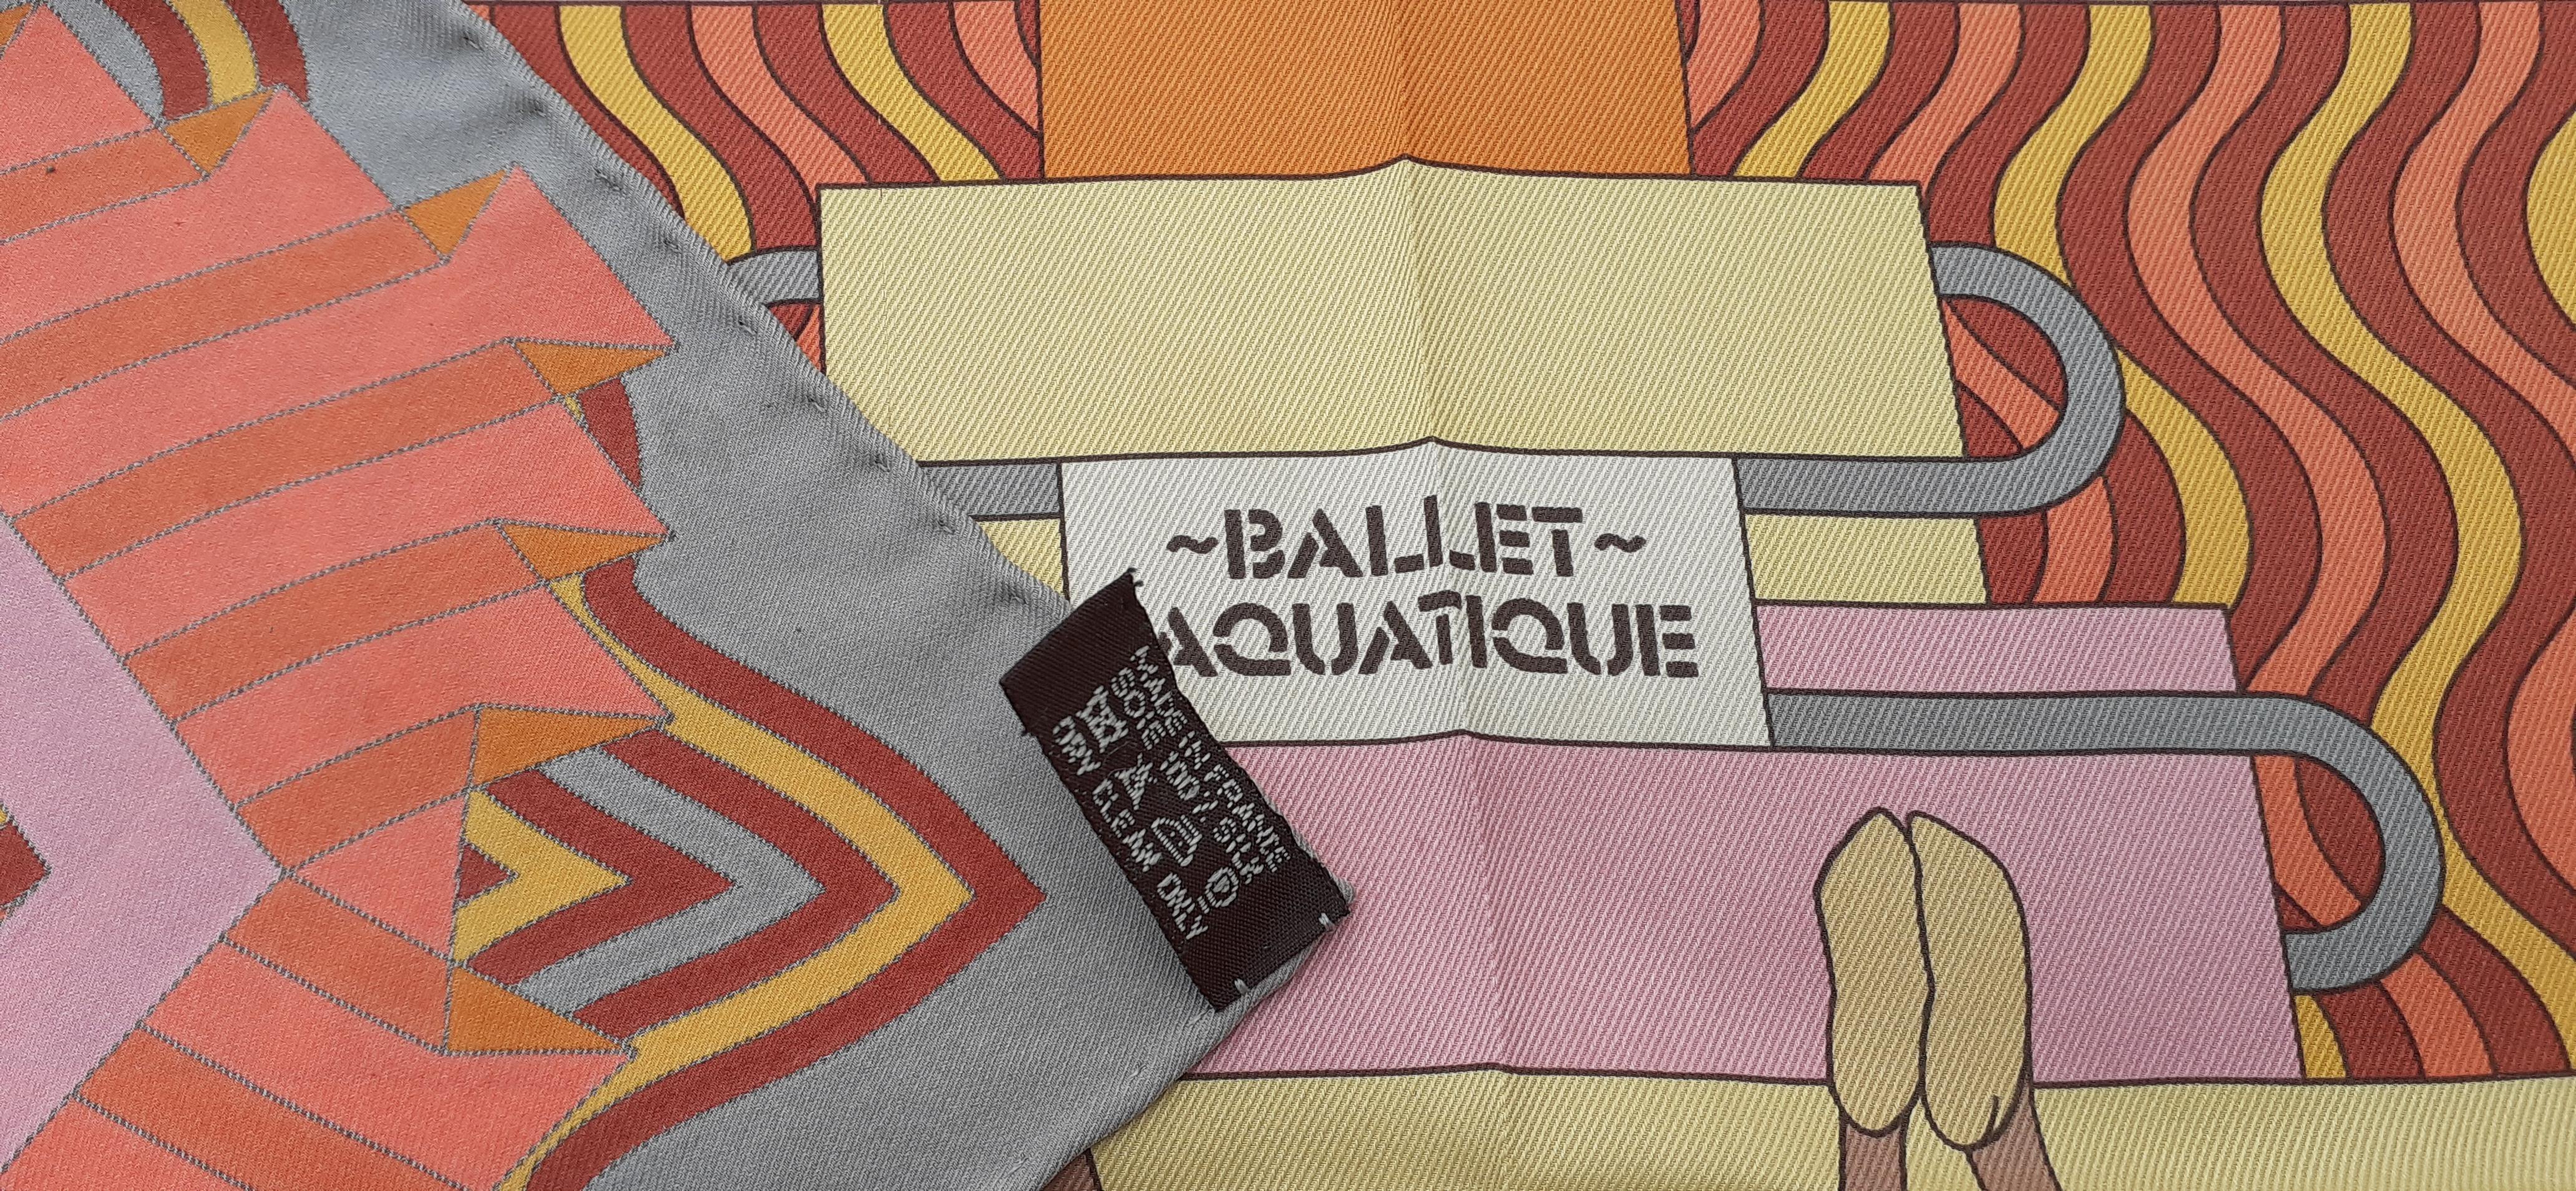 ~BALLET~
AQUATIQUE
MADE IN FRANCE
SOIE 100% SILK
DRY CLEAN ONLY